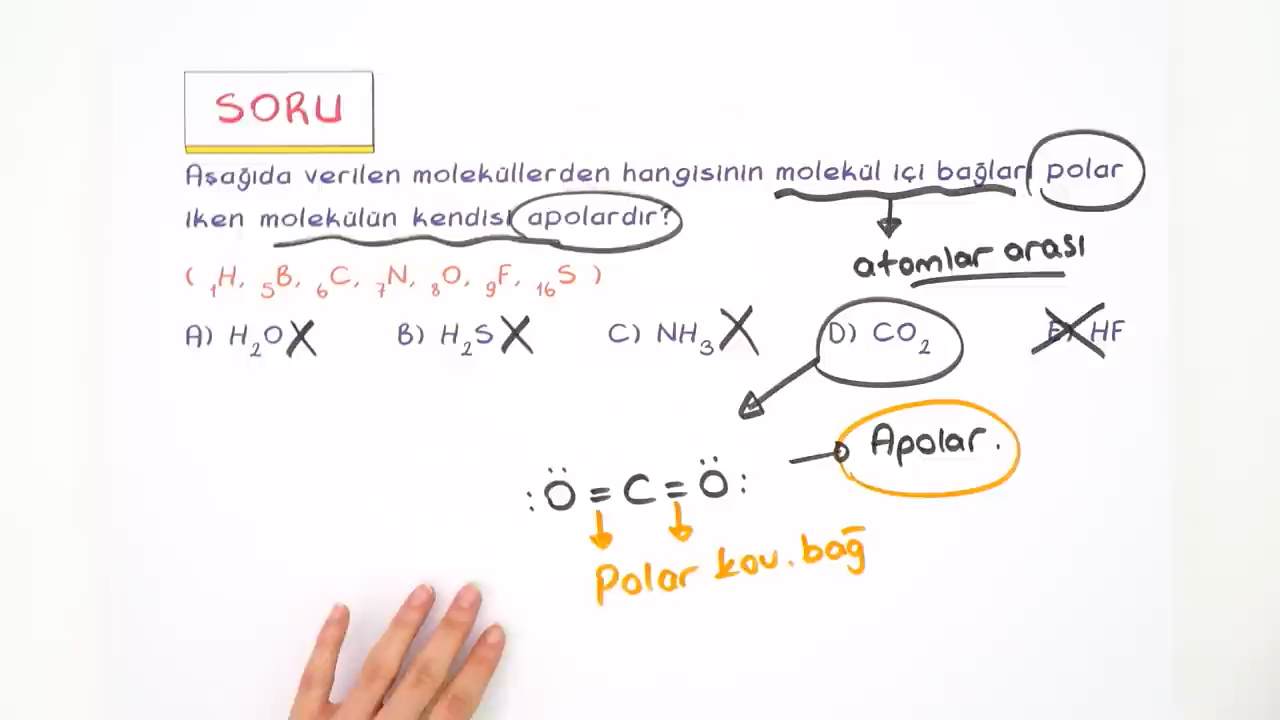 SORU
Aşağıda verilen moleküllerden hangisinin molekül içi bağları polar
iken molekülün kendisi apolardır?
atomlar arası
( ₁H, ₅B, ₆C, ₇N, ₈O, ₉F, ₁₆S )
A) H₂O X B) H₂S X C) NH₃ X D) CO₂ E) HF
Apolar.
:Ö=C=Ö:
Polar kov. bağ